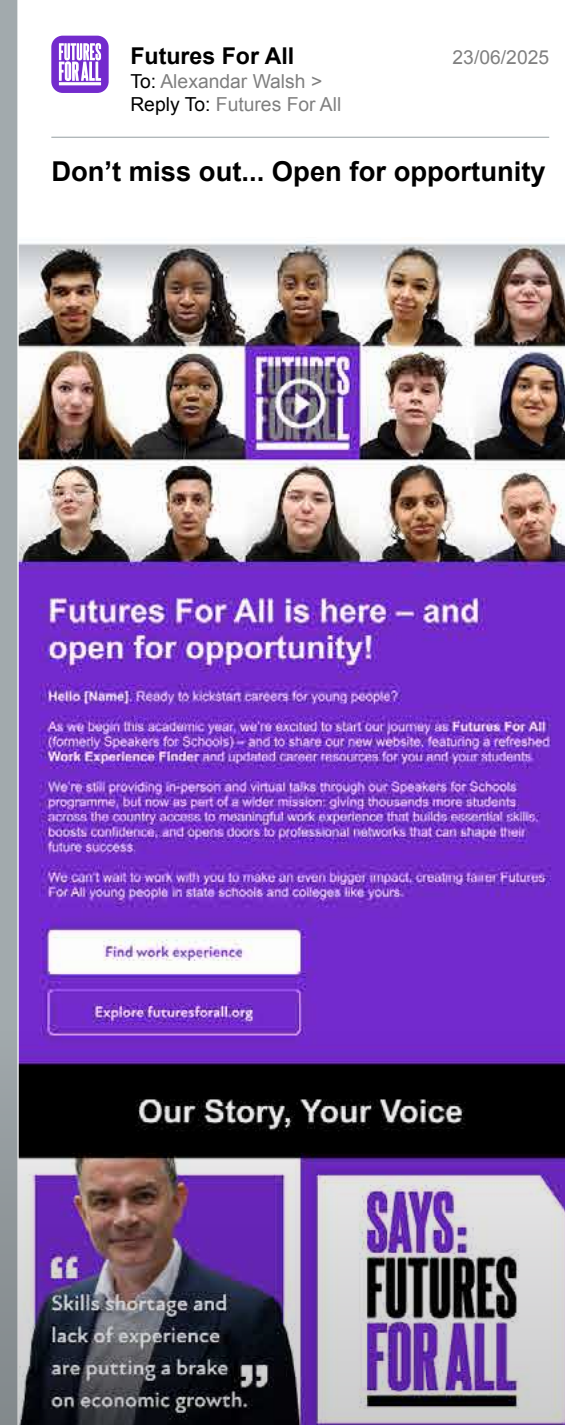 FUTURES
FOR ALL
Futures For All
23/06/2025
To: Alexandar Walsh >
Reply To: Futures For All
Don’t miss out... Open for opportunity
FUTURES
FOR ALL
Futures For All is here – and
open for opportunity!
Hello [Name]. Ready to kickstart careers for young people?
As we begin this academic year, we’re excited to start our journey as Futures For All
(formerly Speakers for Schools) – and to share our new website, featuring a refreshed
Work Experience Finder and updated career resources for you and your students.
We’re still providing in-person and virtual talks through our Speakers for Schools
programme, but now as part of a wider mission: giving thousands more students
across the country access to meaningful work experience that builds essential skills,
boosts confidence, and opens doors to professional networks that can shape their
future success.
We can’t wait to work with you to make an even bigger impact, creating fairer Futures
For All young people in state schools and colleges like yours.
Find work experience
Explore futuresforall.org
Our Story, Your Voice
“
Skills shortage and
lack of experience
are putting a brake
on economic growth. ”
SAYS:
FUTURES
FOR ALL